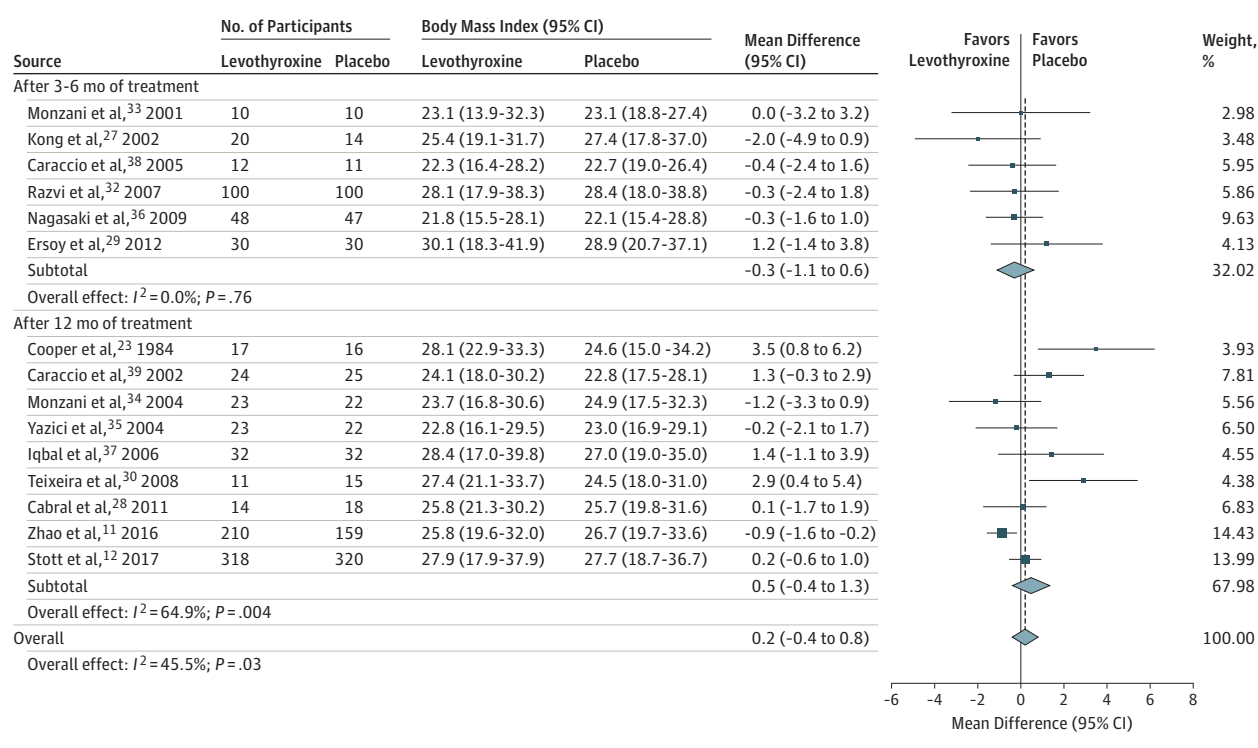 No. of Participants Body Mass Index (95% CI) Mean Difference (95% CI) Favors Levothyroxine Favors Placebo Weight, %
Source Levothyroxine Placebo Levothyroxine Placebo
After 3-6 mo of treatment
Monzani et al,33 2001 10 10 23.1 (13.9-32.3) 23.1 (18.8-27.4) 0.0 (-3.2 to 3.2) 2.98
Kong et al,27 2002 20 14 25.4 (19.1-31.7) 27.4 (17.8-37.0) -2.0 (-4.9 to 0.9) 3.48
Caraccio et al,38 2005 12 11 22.3 (16.4-28.2) 22.7 (19.0-26.4) -0.4 (-2.4 to 1.6) 5.95
Razvi et al,32 2007 100 100 28.1 (17.9-38.3) 28.4 (18.0-38.8) -0.3 (-2.4 to 1.8) 5.86
Nagasaki et al,36 2009 48 47 21.8 (15.5-28.1) 22.1 (15.4-28.8) -0.3 (-1.6 to 1.0) 9.63
Ersoy et al,29 2012 30 30 30.1 (18.3-41.9) 28.9 (20.7-37.1) 1.2 (-1.4 to 3.8) 4.13
Subtotal -0.3 (-1.1 to 0.6) 32.02
Overall effect: I2=0.0%; P=.76
After 12 mo of treatment
Cooper et al,23 1984 17 16 28.1 (22.9-33.3) 24.6 (15.0 -34.2) 3.5 (0.8 to 6.2) 3.93
Caraccio et al,39 2002 24 25 24.1 (18.0-30.2) 22.8 (17.5-28.1) 1.3 (−0.3 to 2.9) 7.81
Monzani et al,34 2004 23 22 23.7 (16.8-30.6) 24.9 (17.5-32.3) -1.2 (-3.3 to 0.9) 5.56
Yazici et al,35 2004 23 22 22.8 (16.1-29.5) 23.0 (16.9-29.1) -0.2 (-2.1 to 1.7) 6.50
Iqbal et al,37 2006 32 32 28.4 (17.0-39.8) 27.0 (19.0-35.0) 1.4 (-1.1 to 3.9) 4.55
Teixeira et al,30 2008 11 15 27.4 (21.1-33.7) 24.5 (18.0-31.0) 2.9 (0.4 to 5.4) 4.38
Cabral et al,28 2011 14 18 25.8 (21.3-30.2) 25.7 (19.8-31.6) 0.1 (-1.7 to 1.9) 6.83
Zhao et al,11 2016 210 159 25.8 (19.6-32.0) 26.7 (19.7-33.6) -0.9 (-1.6 to -0.2) 14.43
Stott et al,12 2017 318 320 27.9 (17.9-37.9) 27.7 (18.7-36.7) 0.2 (-0.6 to 1.0) 13.99
Subtotal 0.5 (-0.4 to 1.3) 67.98
Overall effect: I2=64.9%; P=.004
Overall 0.2 (-0.4 to 0.8) 100.00
Overall effect: I2=45.5%; P=.03
-6 -4 -2 0 2 4 6 8
Mean Difference (95% CI)